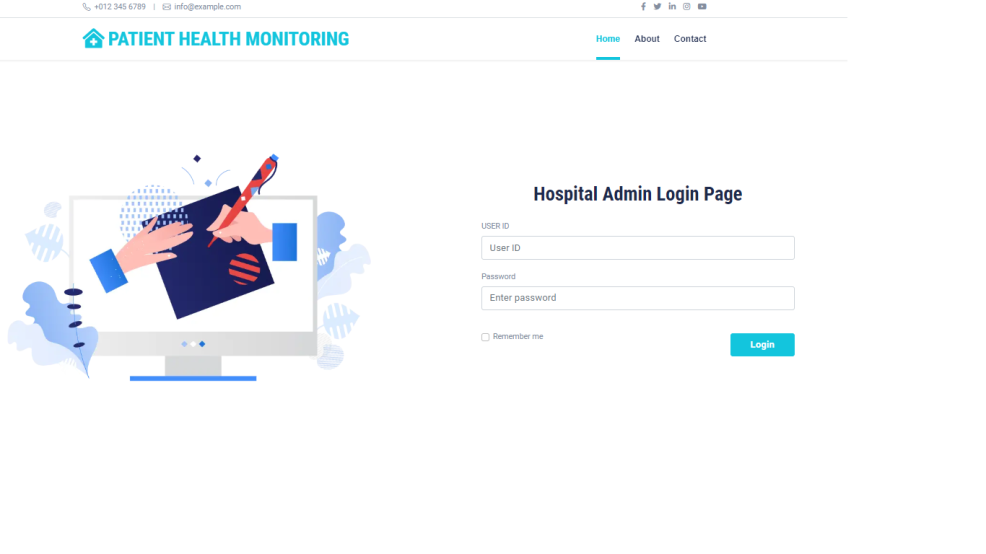 +012 345 6789 | info@example.com
PATIENT HEALTH MONITORING
Home About Contact
Hospital Admin Login Page
USER ID
User ID
Password
Enter password
Remember me
Login